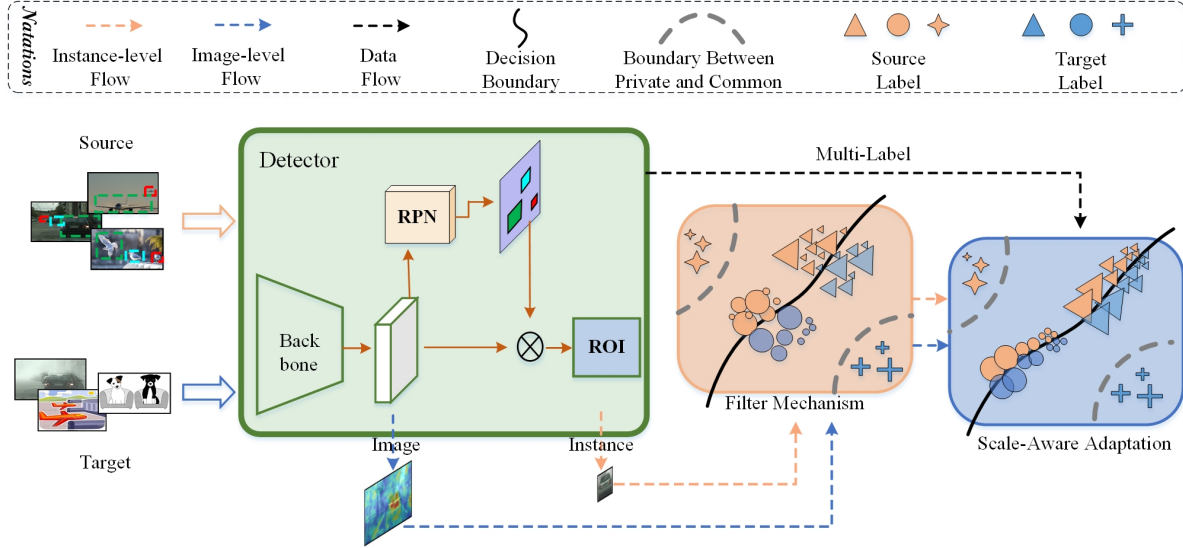 Natations
Instance-level
Flow
Image-level
Flow
Data
Flow
Decision
Boundary
Boundary Between
Private and Common
Source
Label
Target
Label
Source
Detector
Multi-Label
RPN
Back
bone
ROI
Filter Mechanism
Scale-Aware Adaptation
Image
Instance
Target